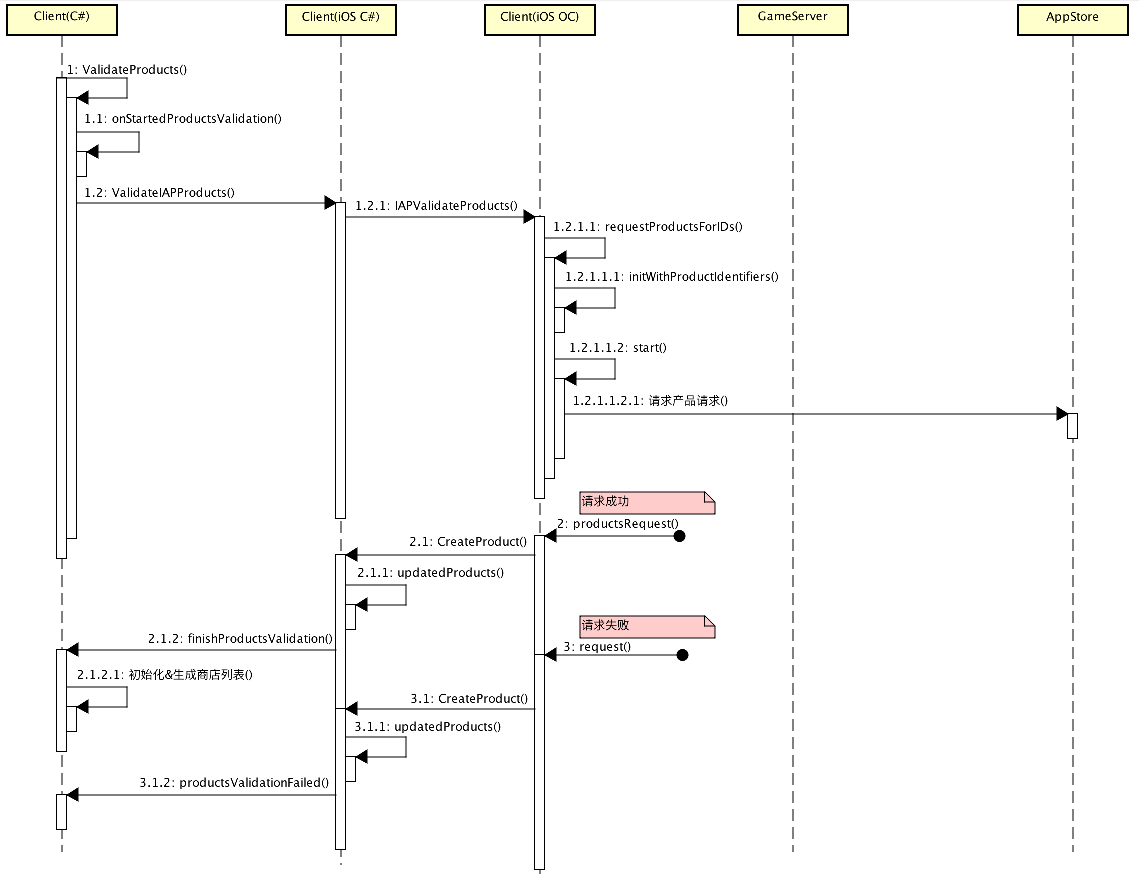 Client(C#)
Client(iOS C#)
Client(iOS OC)
GameServer
AppStore
1: ValidateProducts()
1.1: onStartedProductsValidation()
1.2: ValidateIAPProducts()
1.2.1: IAPValidateProducts()
1.2.1.1: requestProductsForIDs()
1.2.1.1.1: initWithProductIdentifiers()
1.2.1.1.2: start()
1.2.1.1.2.1: 请求产品请求()
请求成功
2: productsRequest()
2.1: CreateProduct()
2.1.1: updatedProducts()
请求失败
2.1.2: finishProductsValidation()
3: request()
2.1.2.1: 初始化&生成商店列表()
3.1: CreateProduct()
3.1.1: updatedProducts()
3.1.2: productsValidationFailed()